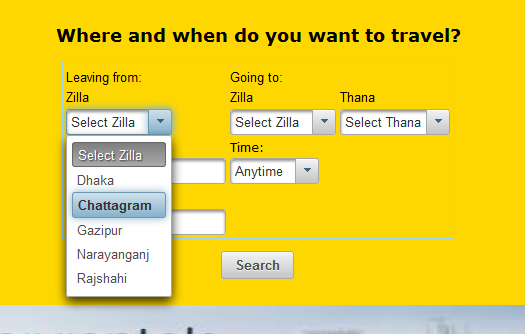 Where and when do you want to travel?
Leaving from:
Going to:
Zilla
Zilla
Thana
Select Zilla
Select Zilla
Select Thana
Select Zilla
Dhaka
Chattagram
Gazipur
Narayanganj
Rajshahi
Time:
Anytime
Search